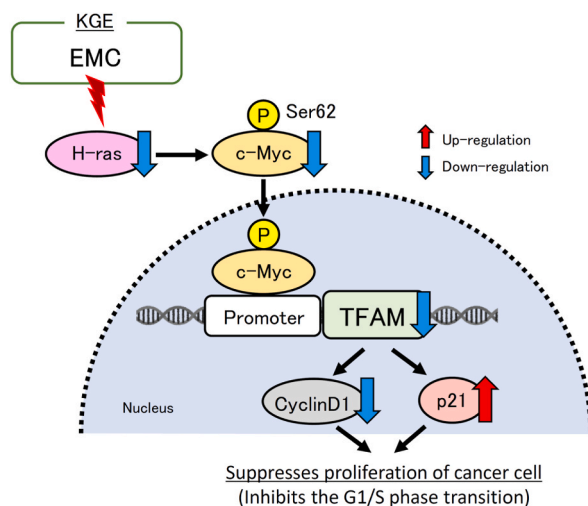 KGE
EMC
P
Ser62
H-ras
c-Myc
Up-regulation
Down-regulation
P
c-Myc
Promoter
TFAM
CyclinD1
p21
Nucleus
Suppresses proliferation of cancer cell
(Inhibits the G1/S phase transition)